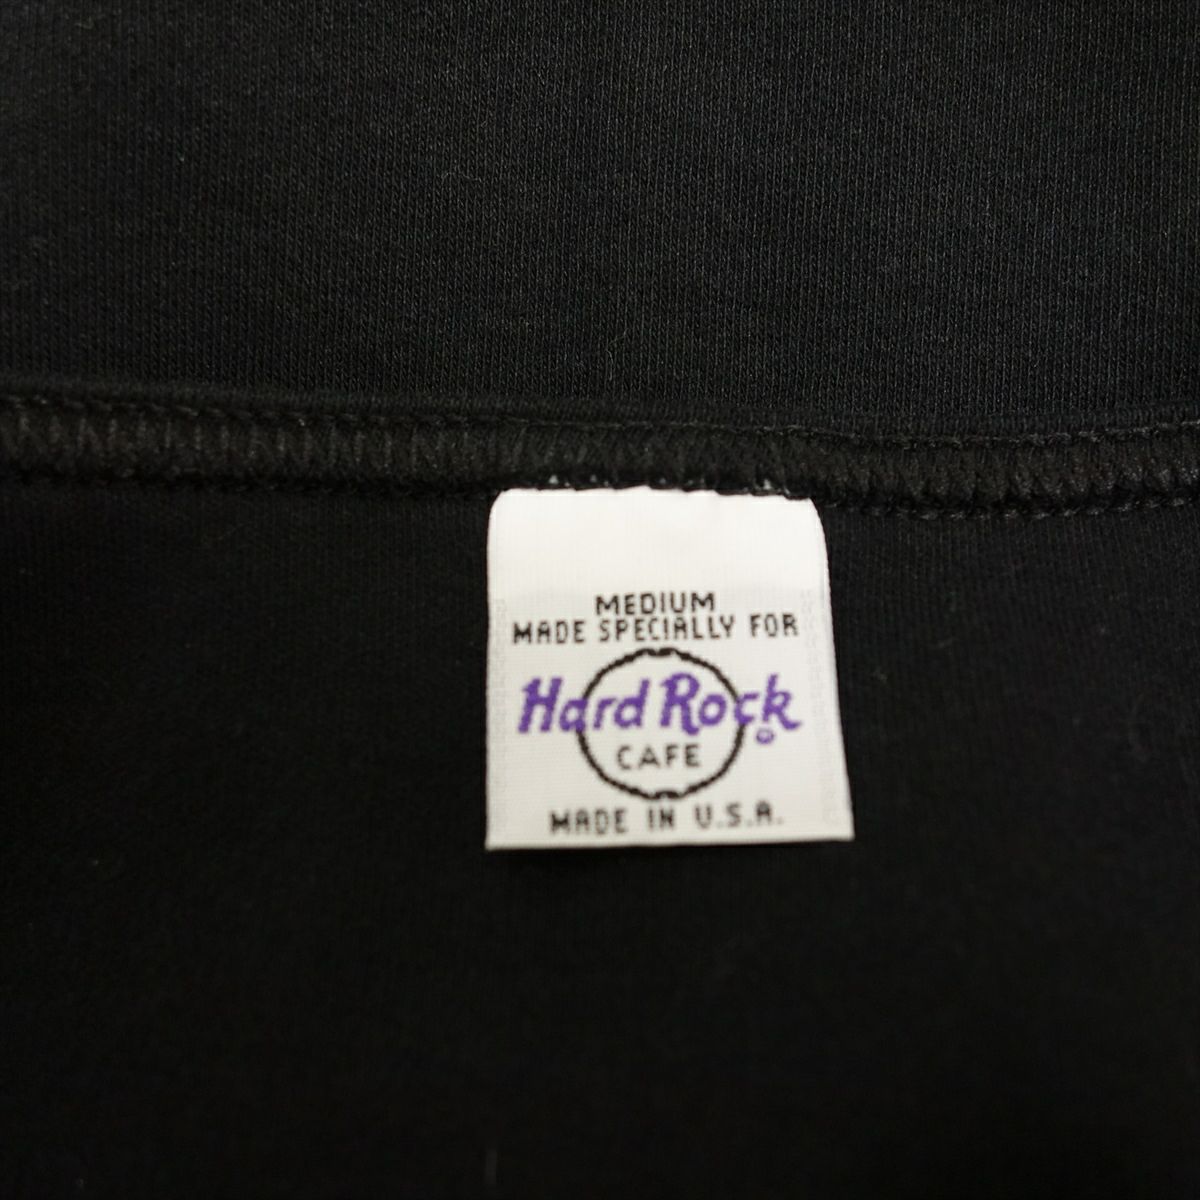 MEDIUM
MADE SPECIALLY FOR
Hard Rock
CAFE
MADE IN U.S.A.